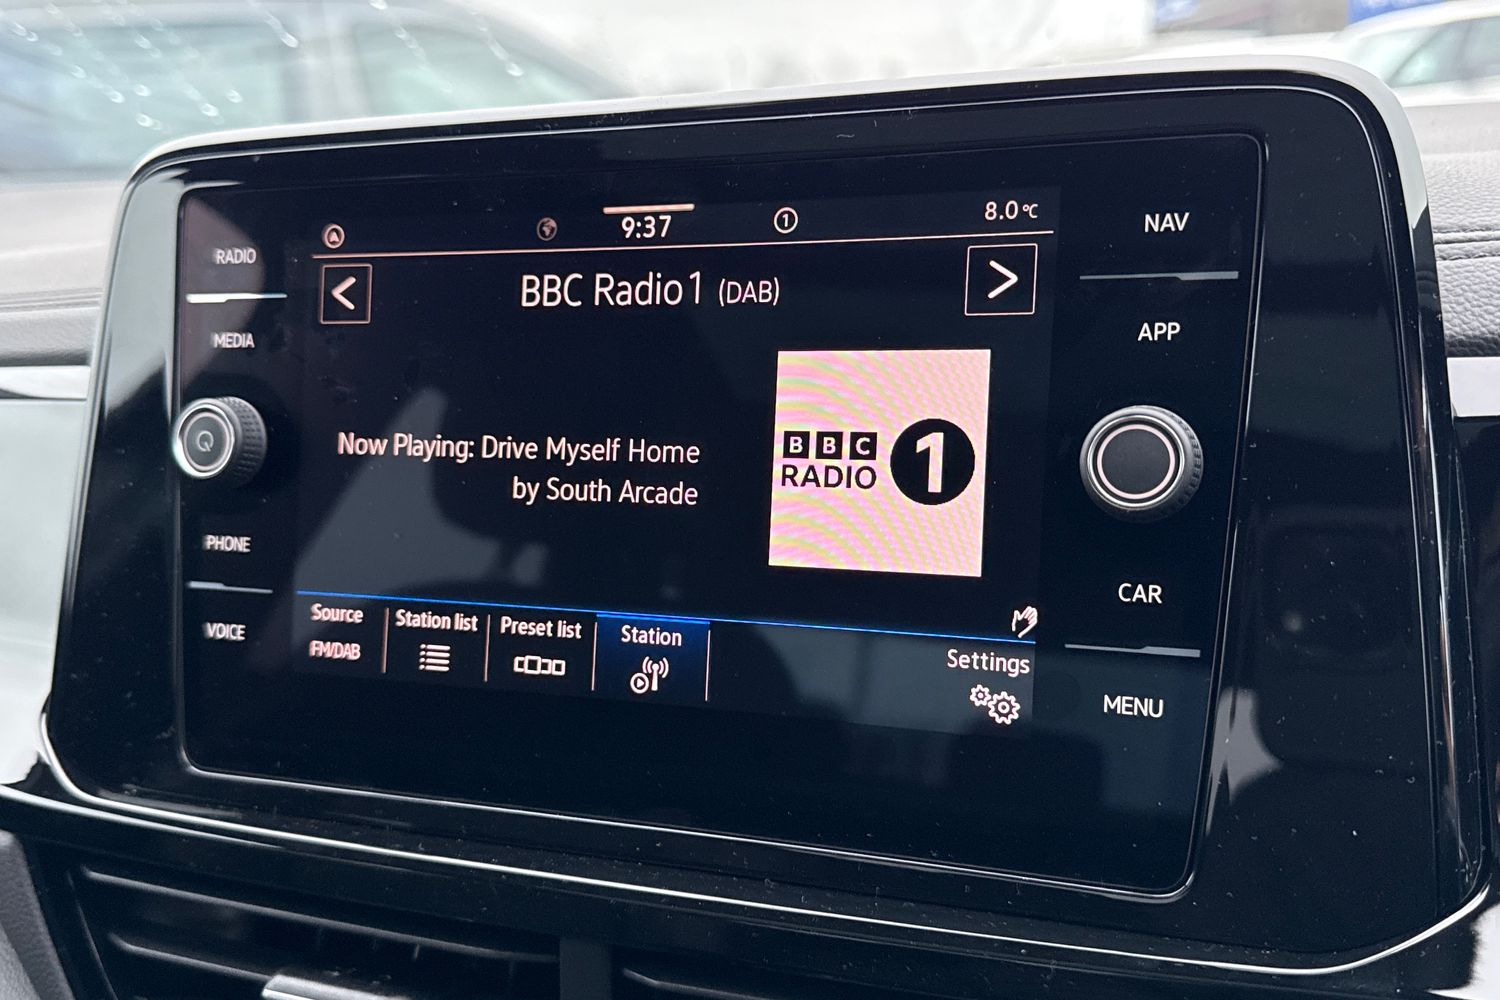 9:37
1
8.0°C
RADIO
NAV
<
BBC Radio 1 (DAB)
>
MEDIA
APP
Now Playing: Drive Myself Home
by South Arcade
BBC
RADIO
1
PHONE
CAR
VOICE
Source
FM/DAB
Station list
Preset list
Station
Settings
MENU